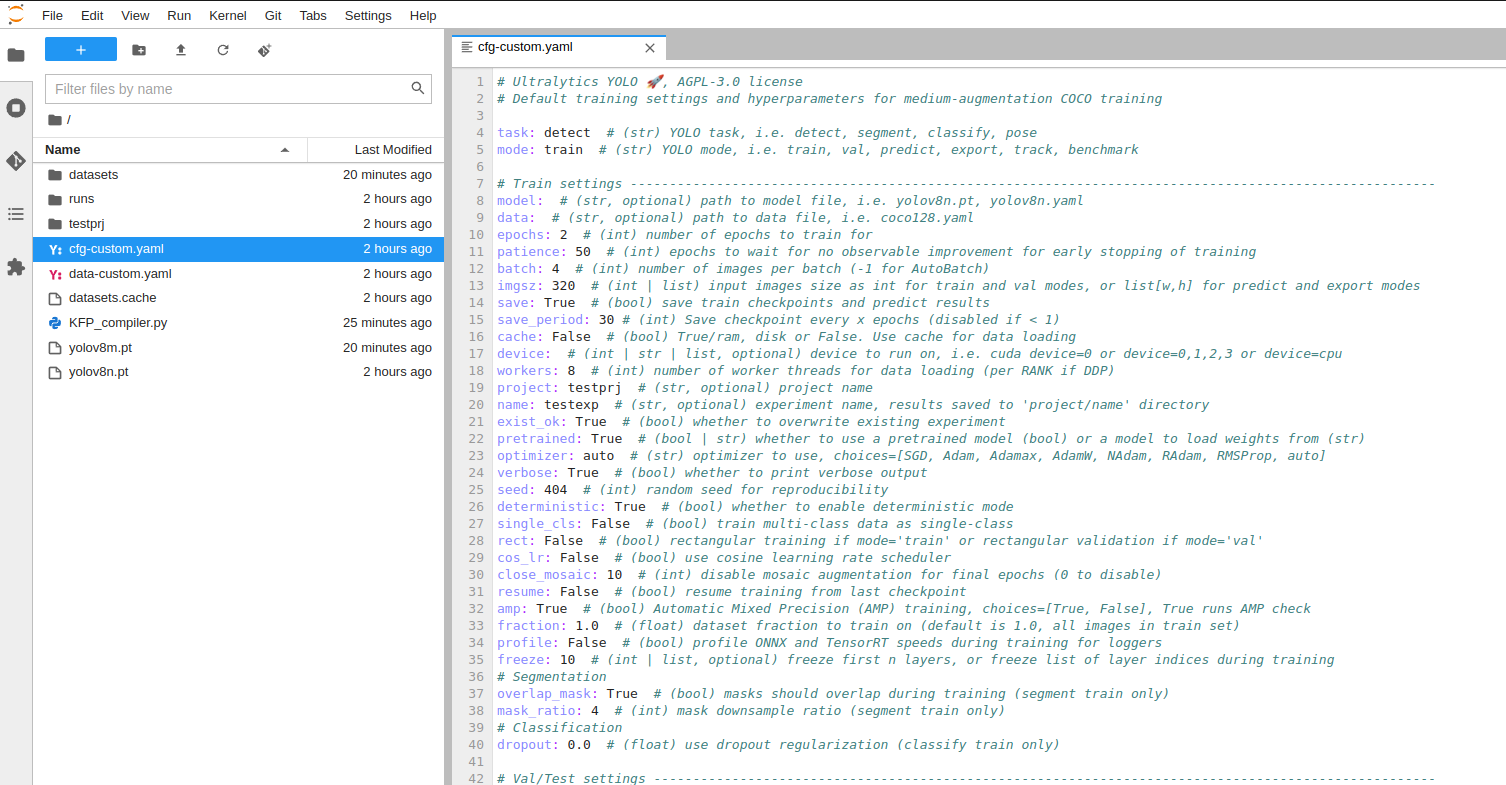 File Edit View Run Kernel Git Tabs Settings Help
+
Filter files by name
/
Name Last Modified
datasets 20 minutes ago
runs 2 hours ago
testprj 2 hours ago
Y: cfg-custom.yaml 2 hours ago
Y: data-custom.yaml 2 hours ago
datasets.cache 2 hours ago
KFP_compiler.py 25 minutes ago
yolov8m.pt 20 minutes ago
yolov8n.pt 2 hours ago
cfg-custom.yaml
1 # Ultralytics YOLO 🚀, AGPL-3.0 license
2 # Default training settings and hyperparameters for medium-augmentation COCO training
3
4 task: detect  # (str) YOLO task, i.e. detect, segment, classify, pose
5 mode: train  # (str) YOLO mode, i.e. train, val, predict, export, track, benchmark
6
7 # Train settings -------------------------------------------------------------------------------------------------------
8 model:  # (str, optional) path to model file, i.e. yolov8n.pt, yolov8n.yaml
9 data:  # (str, optional) path to data file, i.e. coco128.yaml
10 epochs: 2  # (int) number of epochs to train for
11 patience: 50  # (int) epochs to wait for no observable improvement for early stopping of training
12 batch: 4  # (int) number of images per batch (-1 for AutoBatch)
13 imgsz: 320  # (int | list) input images size as int for train and val modes, or list[w,h] for predict and export modes
14 save: True  # (bool) save train checkpoints and predict results
15 save_period: 30 # (int) Save checkpoint every x epochs (disabled if < 1)
16 cache: False  # (bool) True/ram, disk or False. Use cache for data loading
17 device:  # (int | str | list, optional) device to run on, i.e. cuda device=0 or device=0,1,2,3 or device=cpu
18 workers: 8  # (int) number of worker threads for data loading (per RANK if DDP)
19 project: testprj  # (str, optional) project name
20 name: testexp  # (str, optional) experiment name, results saved to 'project/name' directory
21 exist_ok: True  # (bool) whether to overwrite existing experiment
22 pretrained: True  # (bool | str) whether to use a pretrained model (bool) or a model to load weights from (str)
23 optimizer: auto  # (str) optimizer to use, choices=[SGD, Adam, Adamax, AdamW, NAdam, RAdam, RMSProp, auto]
24 verbose: True  # (bool) whether to print verbose output
25 seed: 404  # (int) random seed for reproducibility
26 deterministic: True  # (bool) whether to enable deterministic mode
27 single_cls: False  # (bool) train multi-class data as single-class
28 rect: False  # (bool) rectangular training if mode='train' or rectangular validation if mode='val'
29 cos_lr: False  # (bool) use cosine learning rate scheduler
30 close_mosaic: 10  # (int) disable mosaic augmentation for final epochs (0 to disable)
31 resume: False  # (bool) resume training from last checkpoint
32 amp: True  # (bool) Automatic Mixed Precision (AMP) training, choices=[True, False], True runs AMP check
33 fraction: 1.0  # (float) dataset fraction to train on (default is 1.0, all images in train set)
34 profile: False  # (bool) profile ONNX and TensorRT speeds during training for loggers
35 freeze: 10  # (int | list, optional) freeze first n layers, or freeze list of layer indices during training
36 # Segmentation
37 overlap_mask: True  # (bool) masks should overlap during training (segment train only)
38 mask_ratio: 4  # (int) mask downsample ratio (segment train only)
39 # Classification
40 dropout: 0.0  # (float) use dropout regularization (classify train only)
41
42 # Val/Test settings ----------------------------------------------------------------------------------------------------